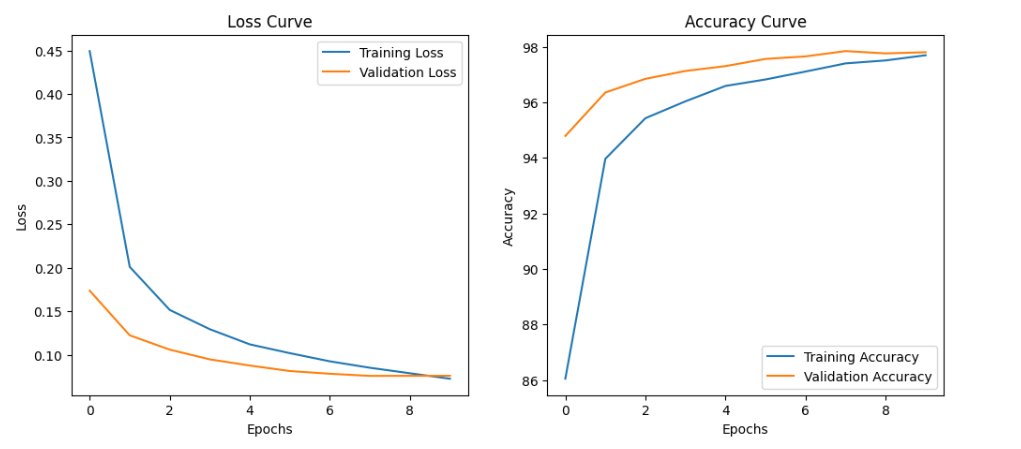 Loss Curve
0.45
0.40
0.35
0.30
0.25
0.20
0.15
0.10
Loss
Training Loss
Validation Loss
0 2 4 6 8
Epochs
Accuracy Curve
98
96
94
92
90
88
86
Accuracy
Training Accuracy
Validation Accuracy
0 2 4 6 8
Epochs